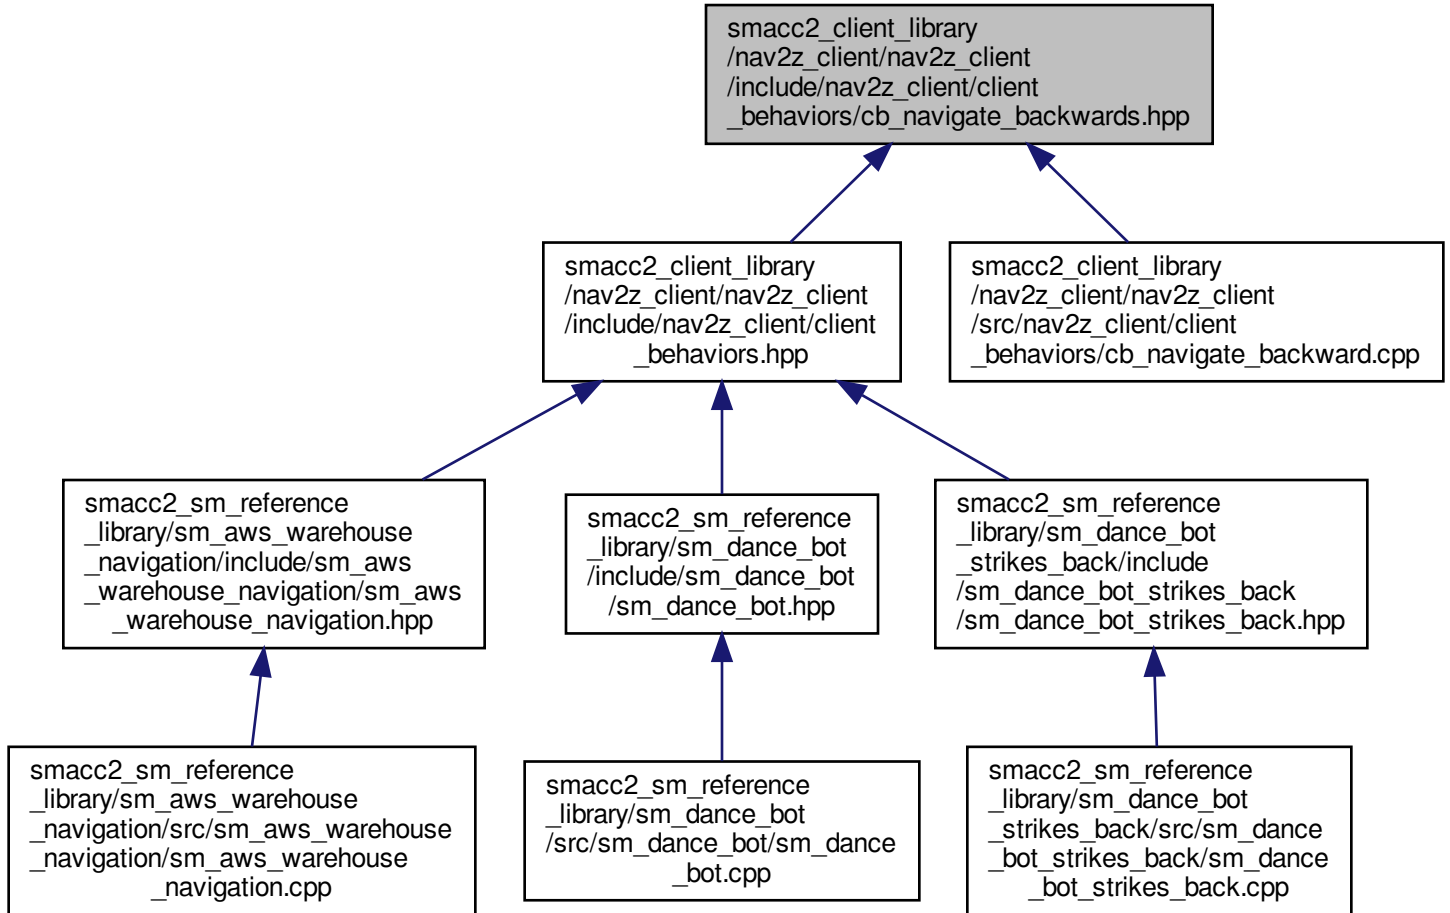 smacc2_client_library
/nav2z_client/nav2z_client
/include/nav2z_client/client
_behaviors/cb_navigate_backwards.hpp
smacc2_client_library
/nav2z_client/nav2z_client
/include/nav2z_client/client
_behaviors.hpp
smacc2_client_library
/nav2z_client/nav2z_client
/src/nav2z_client/client
_behaviors/cb_navigate_backward.cpp
smacc2_sm_reference
_library/sm_aws_warehouse
_navigation/include/sm_aws
_warehouse_navigation/sm_aws
_warehouse_navigation.hpp
smacc2_sm_reference
_library/sm_dance_bot
/include/sm_dance_bot
/sm_dance_bot.hpp
smacc2_sm_reference
_library/sm_dance_bot
_strikes_back/include
/sm_dance_bot_strikes_back
/sm_dance_bot_strikes_back.hpp
smacc2_sm_reference
_library/sm_aws_warehouse
_navigation/src/sm_aws_warehouse
_navigation/sm_aws_warehouse
_navigation.cpp
smacc2_sm_reference
_library/sm_dance_bot
/src/sm_dance_bot/sm_dance
_bot.cpp
smacc2_sm_reference
_library/sm_dance_bot
_strikes_back/src/sm_dance
_bot_strikes_back/sm_dance
_bot_strikes_back.cpp